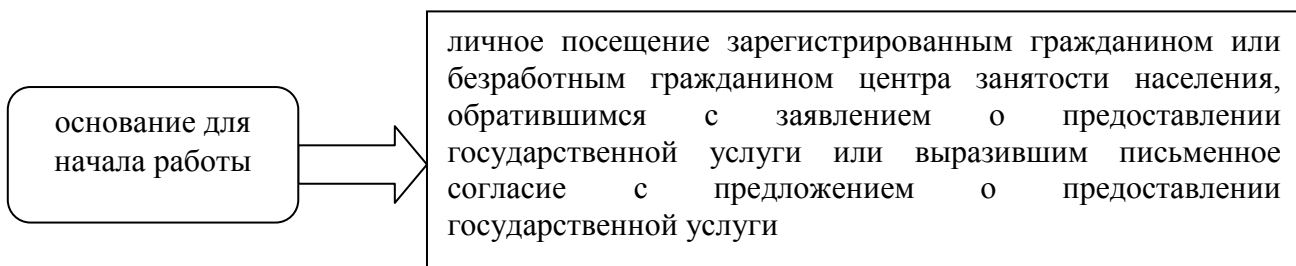 основание для
начала работы
личное посещение зарегистрированным гражданином или
безработным гражданином центра занятости населения,
обратившимся с заявлением о предоставлении
государственной услуги или выразившим письменное
согласие с предложением о предоставлении
государственной услуги